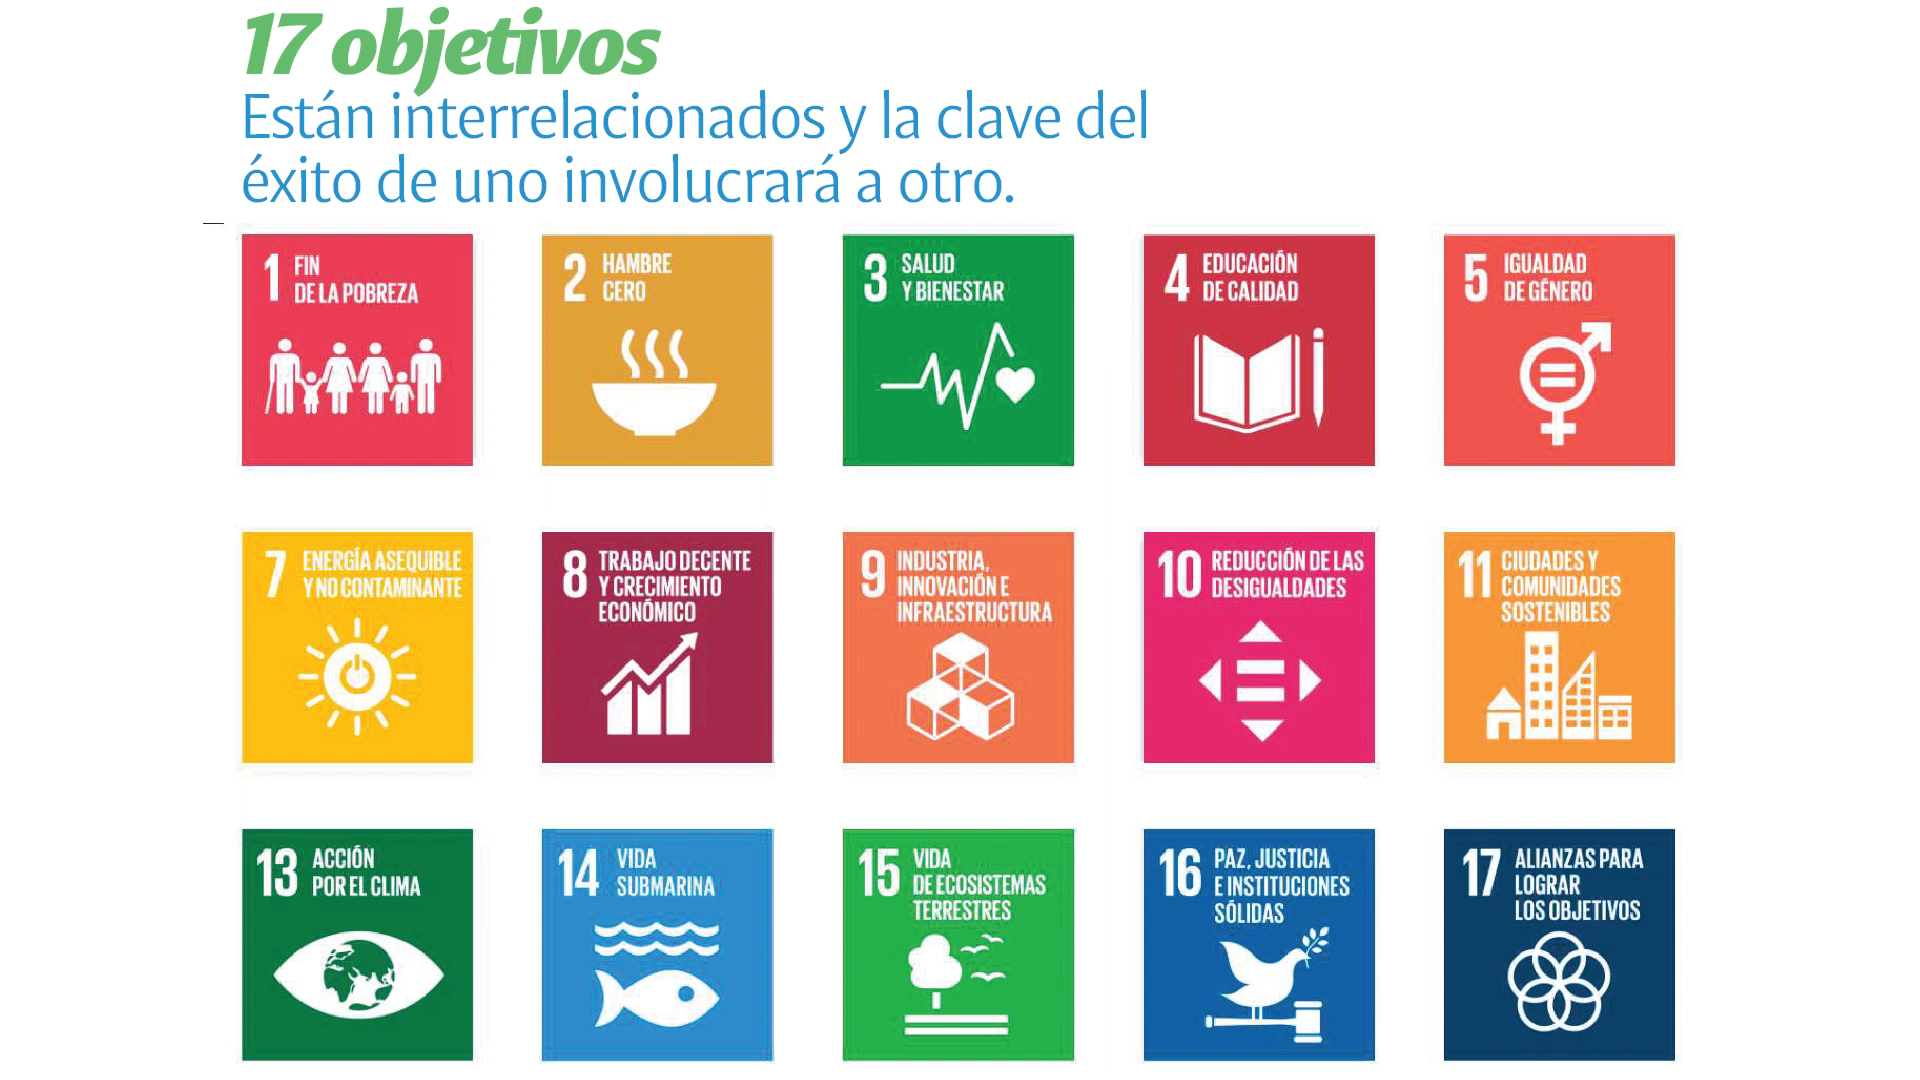 17 objetivos
Están interrelacionados y la clave del
éxito de uno involucrará a otro.
1 FIN
DE LA POBREZA
2 HAMBRE
CERO
3 SALUD
Y BIENESTAR
4 EDUCACIÓN
DE CALIDAD
5 IGUALDAD
DE GÉNERO
7 ENERGÍA ASEQUIBLE
Y NO CONTAMINANTE
8 TRABAJO DECENTE
Y CRECIMIENTO
ECONÓMICO
9 INDUSTRIA,
INNOVACIÓN E
INFRAESTRUCTURA
10 REDUCCIÓN DE LAS
DESIGUALDADES
11 CIUDADES Y
COMUNIDADES
SOSTENIBLES
13 ACCIÓN
POR EL CLIMA
14 VIDA
SUBMARINA
15 VIDA
DE ECOSISTEMAS
TERRESTRES
16 PAZ, JUSTICIA
E INSTITUCIONES
SÓLIDAS
17 ALIANZAS PARA
LOGRAR
LOS OBJETIVOS